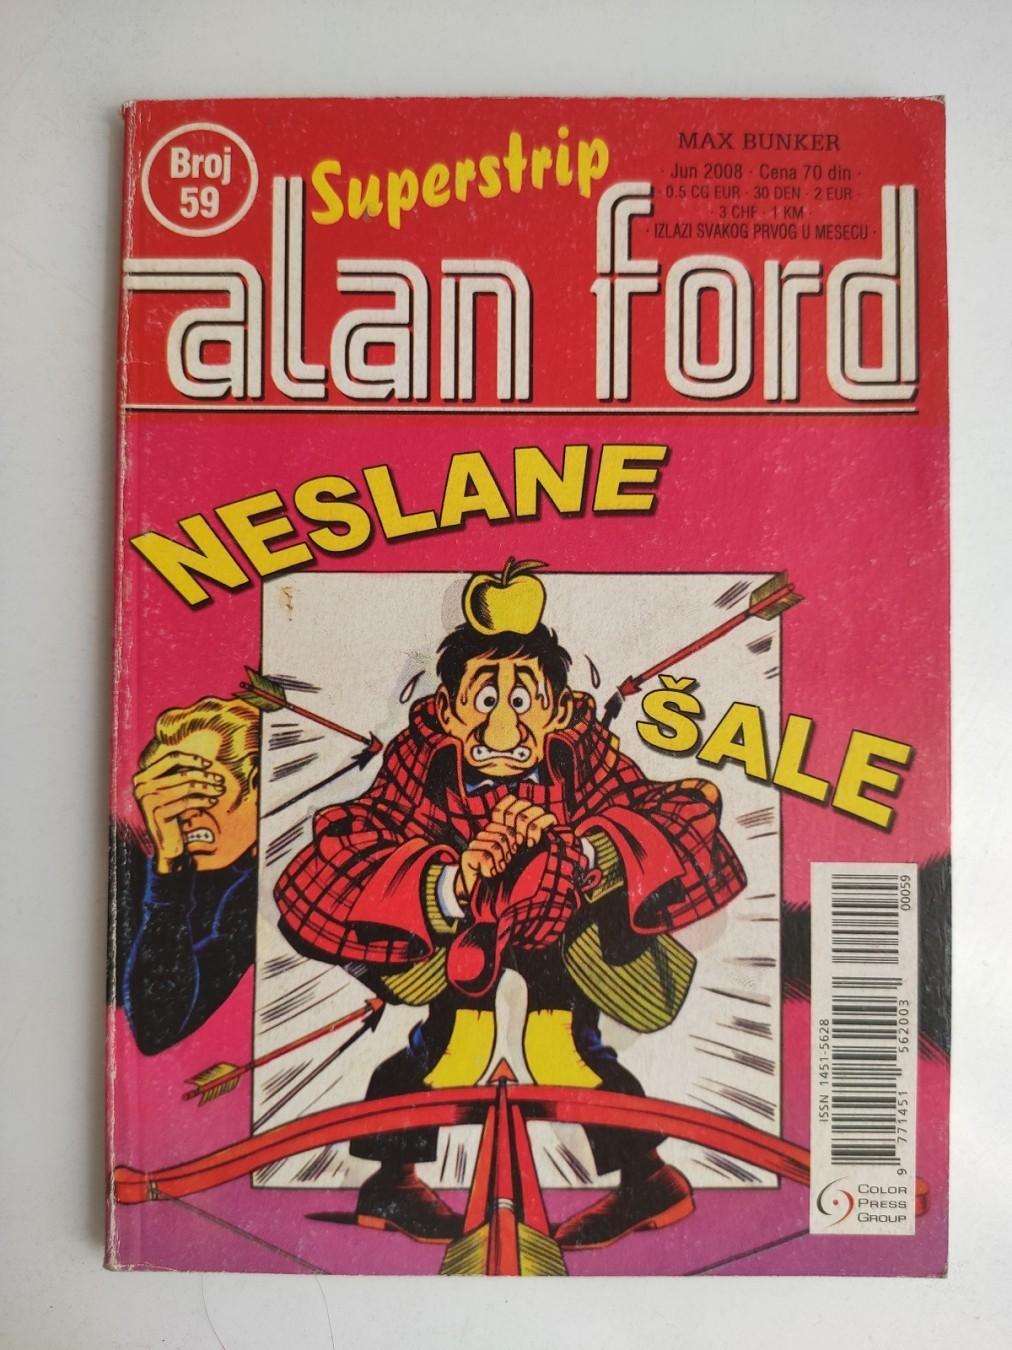 Broj
59
Superstrip
MAX BUNKER
· Jun 2008 · Cena 70 din ·
· 0.5 CG EUR · 30 DEN · 2 EUR ·
· 3 CHF · 1 KM ·
· IZLAZI SVAKOG PRVOG U MESECU ·
alan ford
NESLANE
ŠALE
00059
ISSN 1451-5628
9 771451 562003
COLOR
PRESS
GROUP